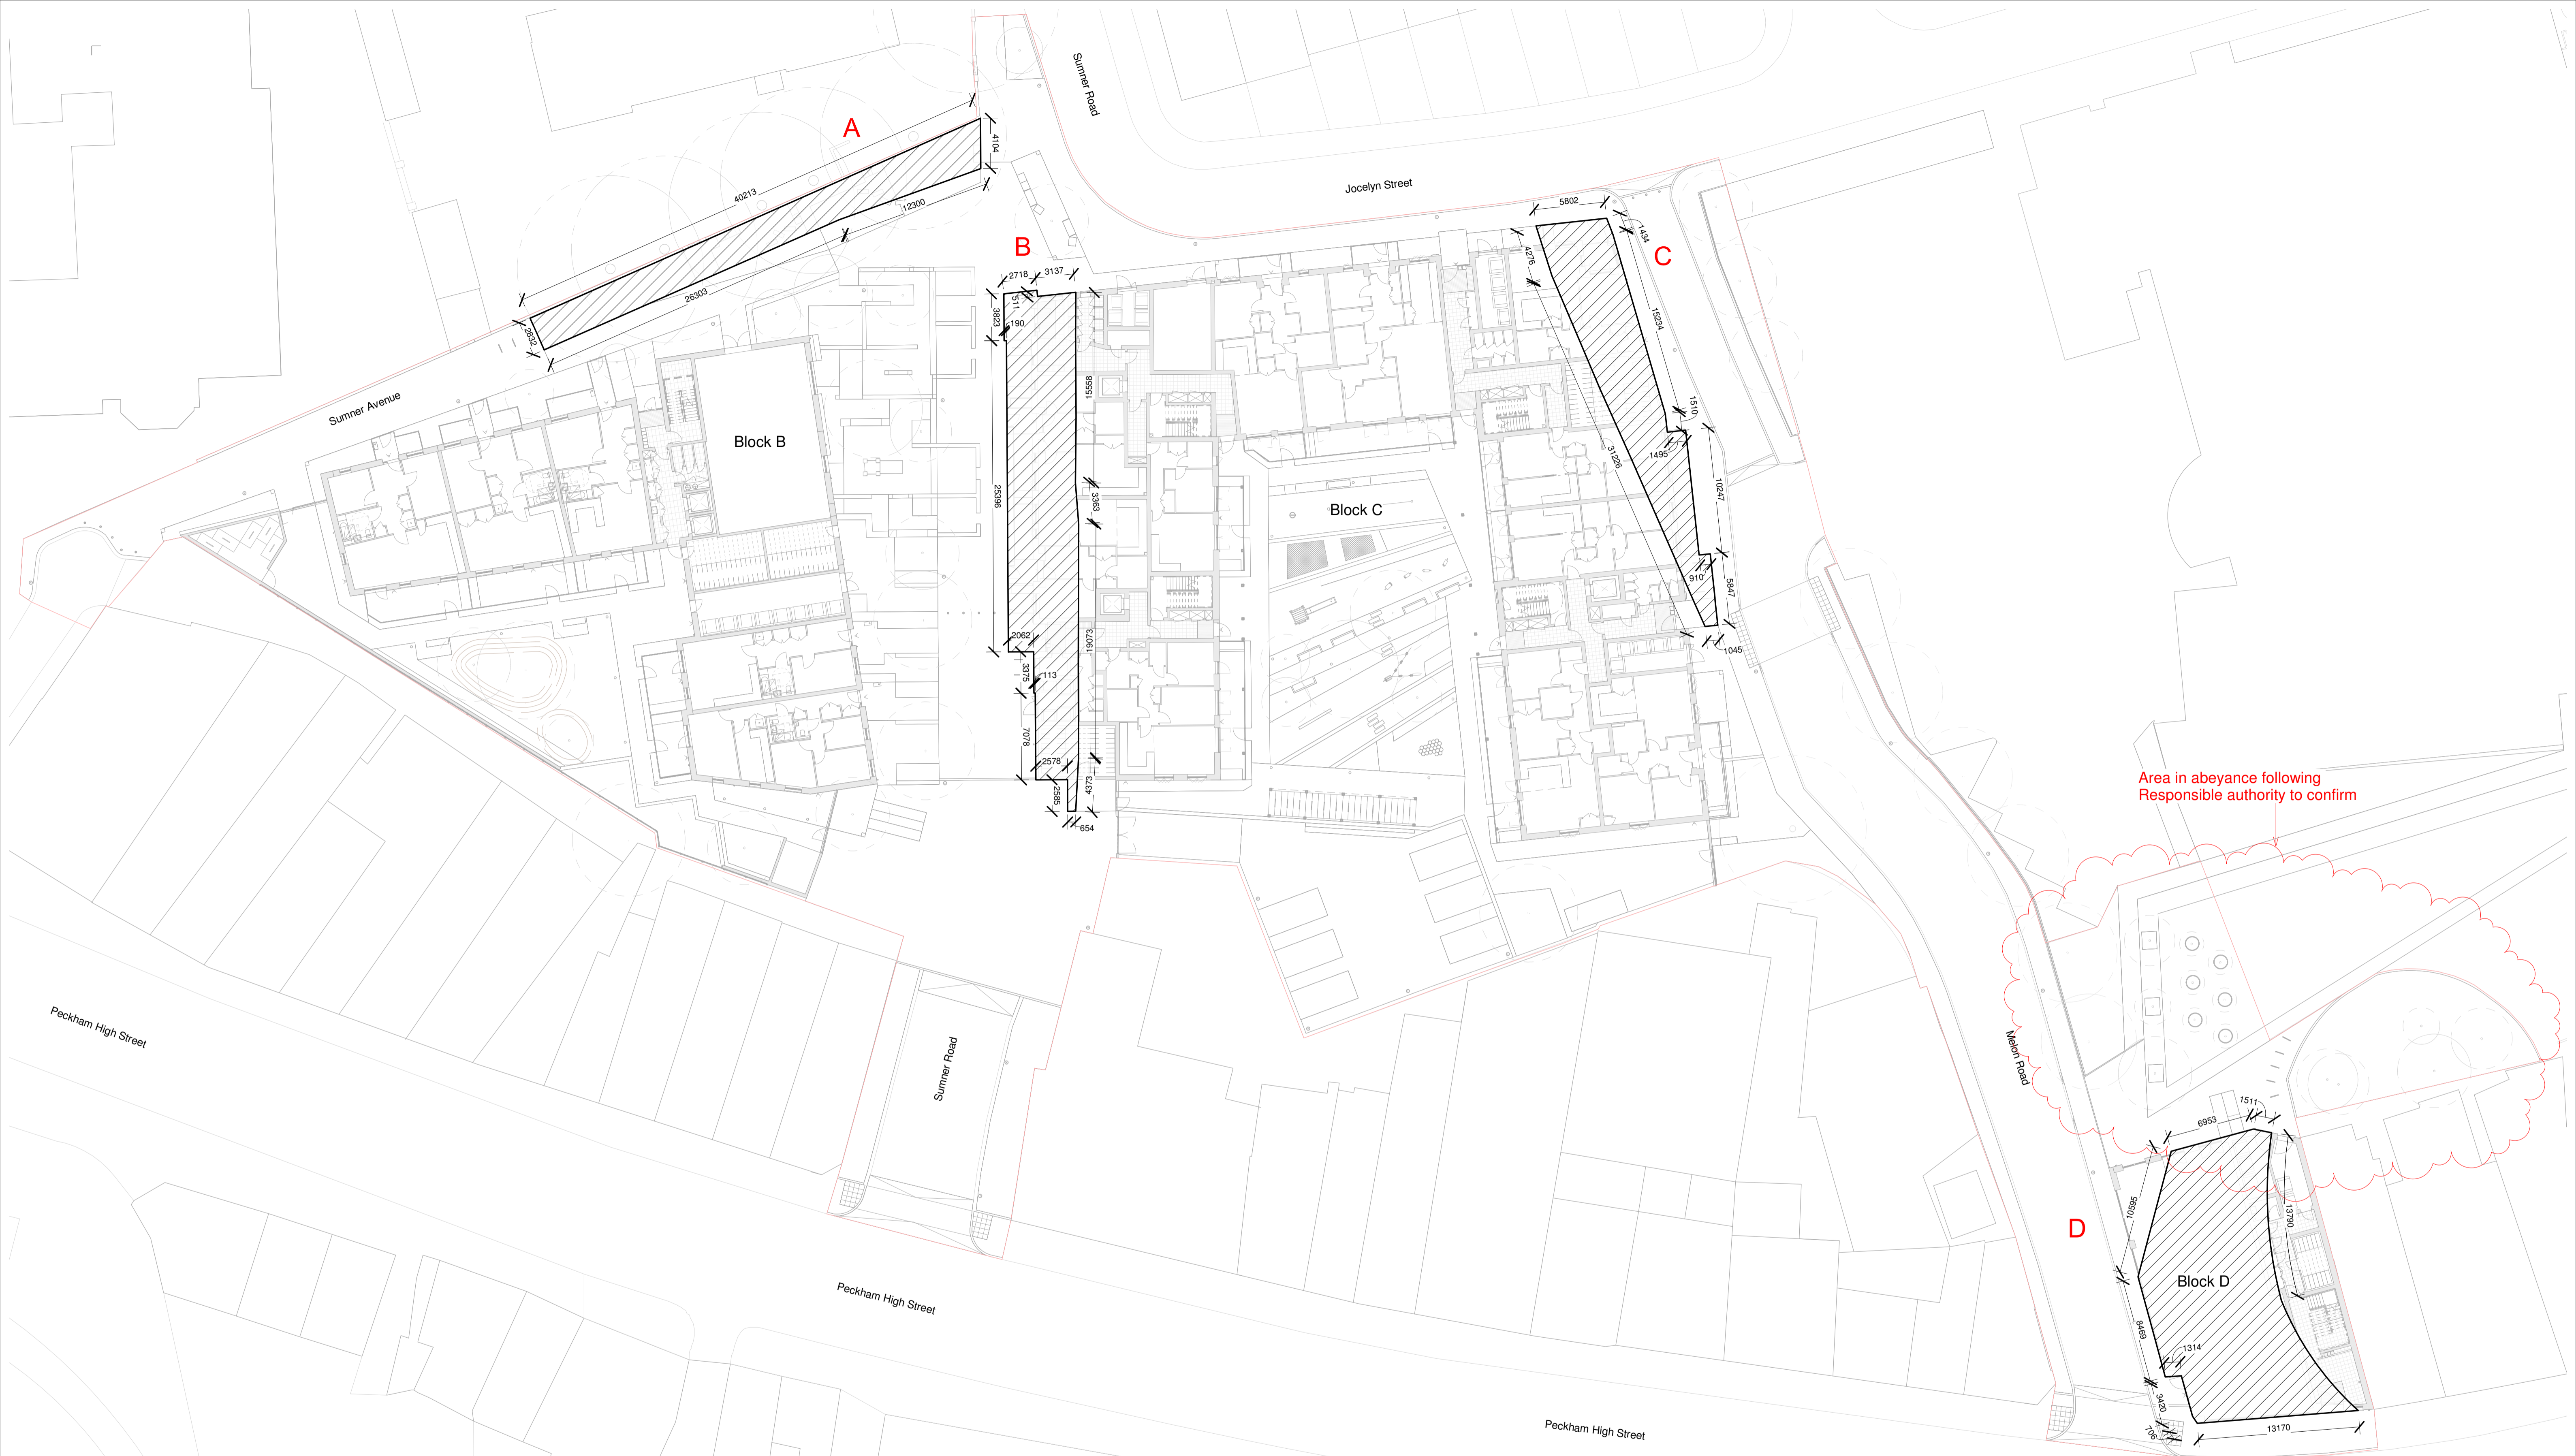 Sumner Road
A
4104
40213
12300
Jocelyn Street
5802
1434
C
B
2718
3137
4276
511
3823
190
26303
2832
15234
15558
Sumner Avenue
1510
Block B
1495
31226
25396
3363
10247
Block C
910
5847
2062
19073
1045
3375
113
7078
2578
4373
2585
654
Area in abeyance following
Responsible authority to confirm
Peckham High Street
Sumner Road
Melon Road
1511
6953
10595
13790
D
Block D
Peckham High Street
8469
1314
3420
706
13170
Peckham High Street